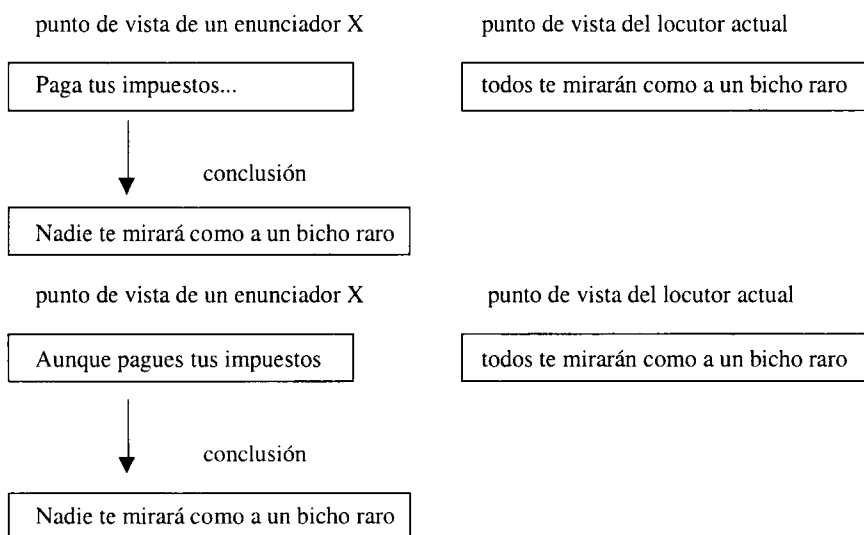 punto de vista de un enunciador X punto de vista del locutor actual
Paga tus impuestos... todos te mirarán como a un bicho raro
conclusión
Nadie te mirará como a un bicho raro
punto de vista de un enunciador X punto de vista del locutor actual
Aunque pagues tus impuestos todos te mirarán como a un bicho raro
conclusión
Nadie te mirará como a un bicho raro